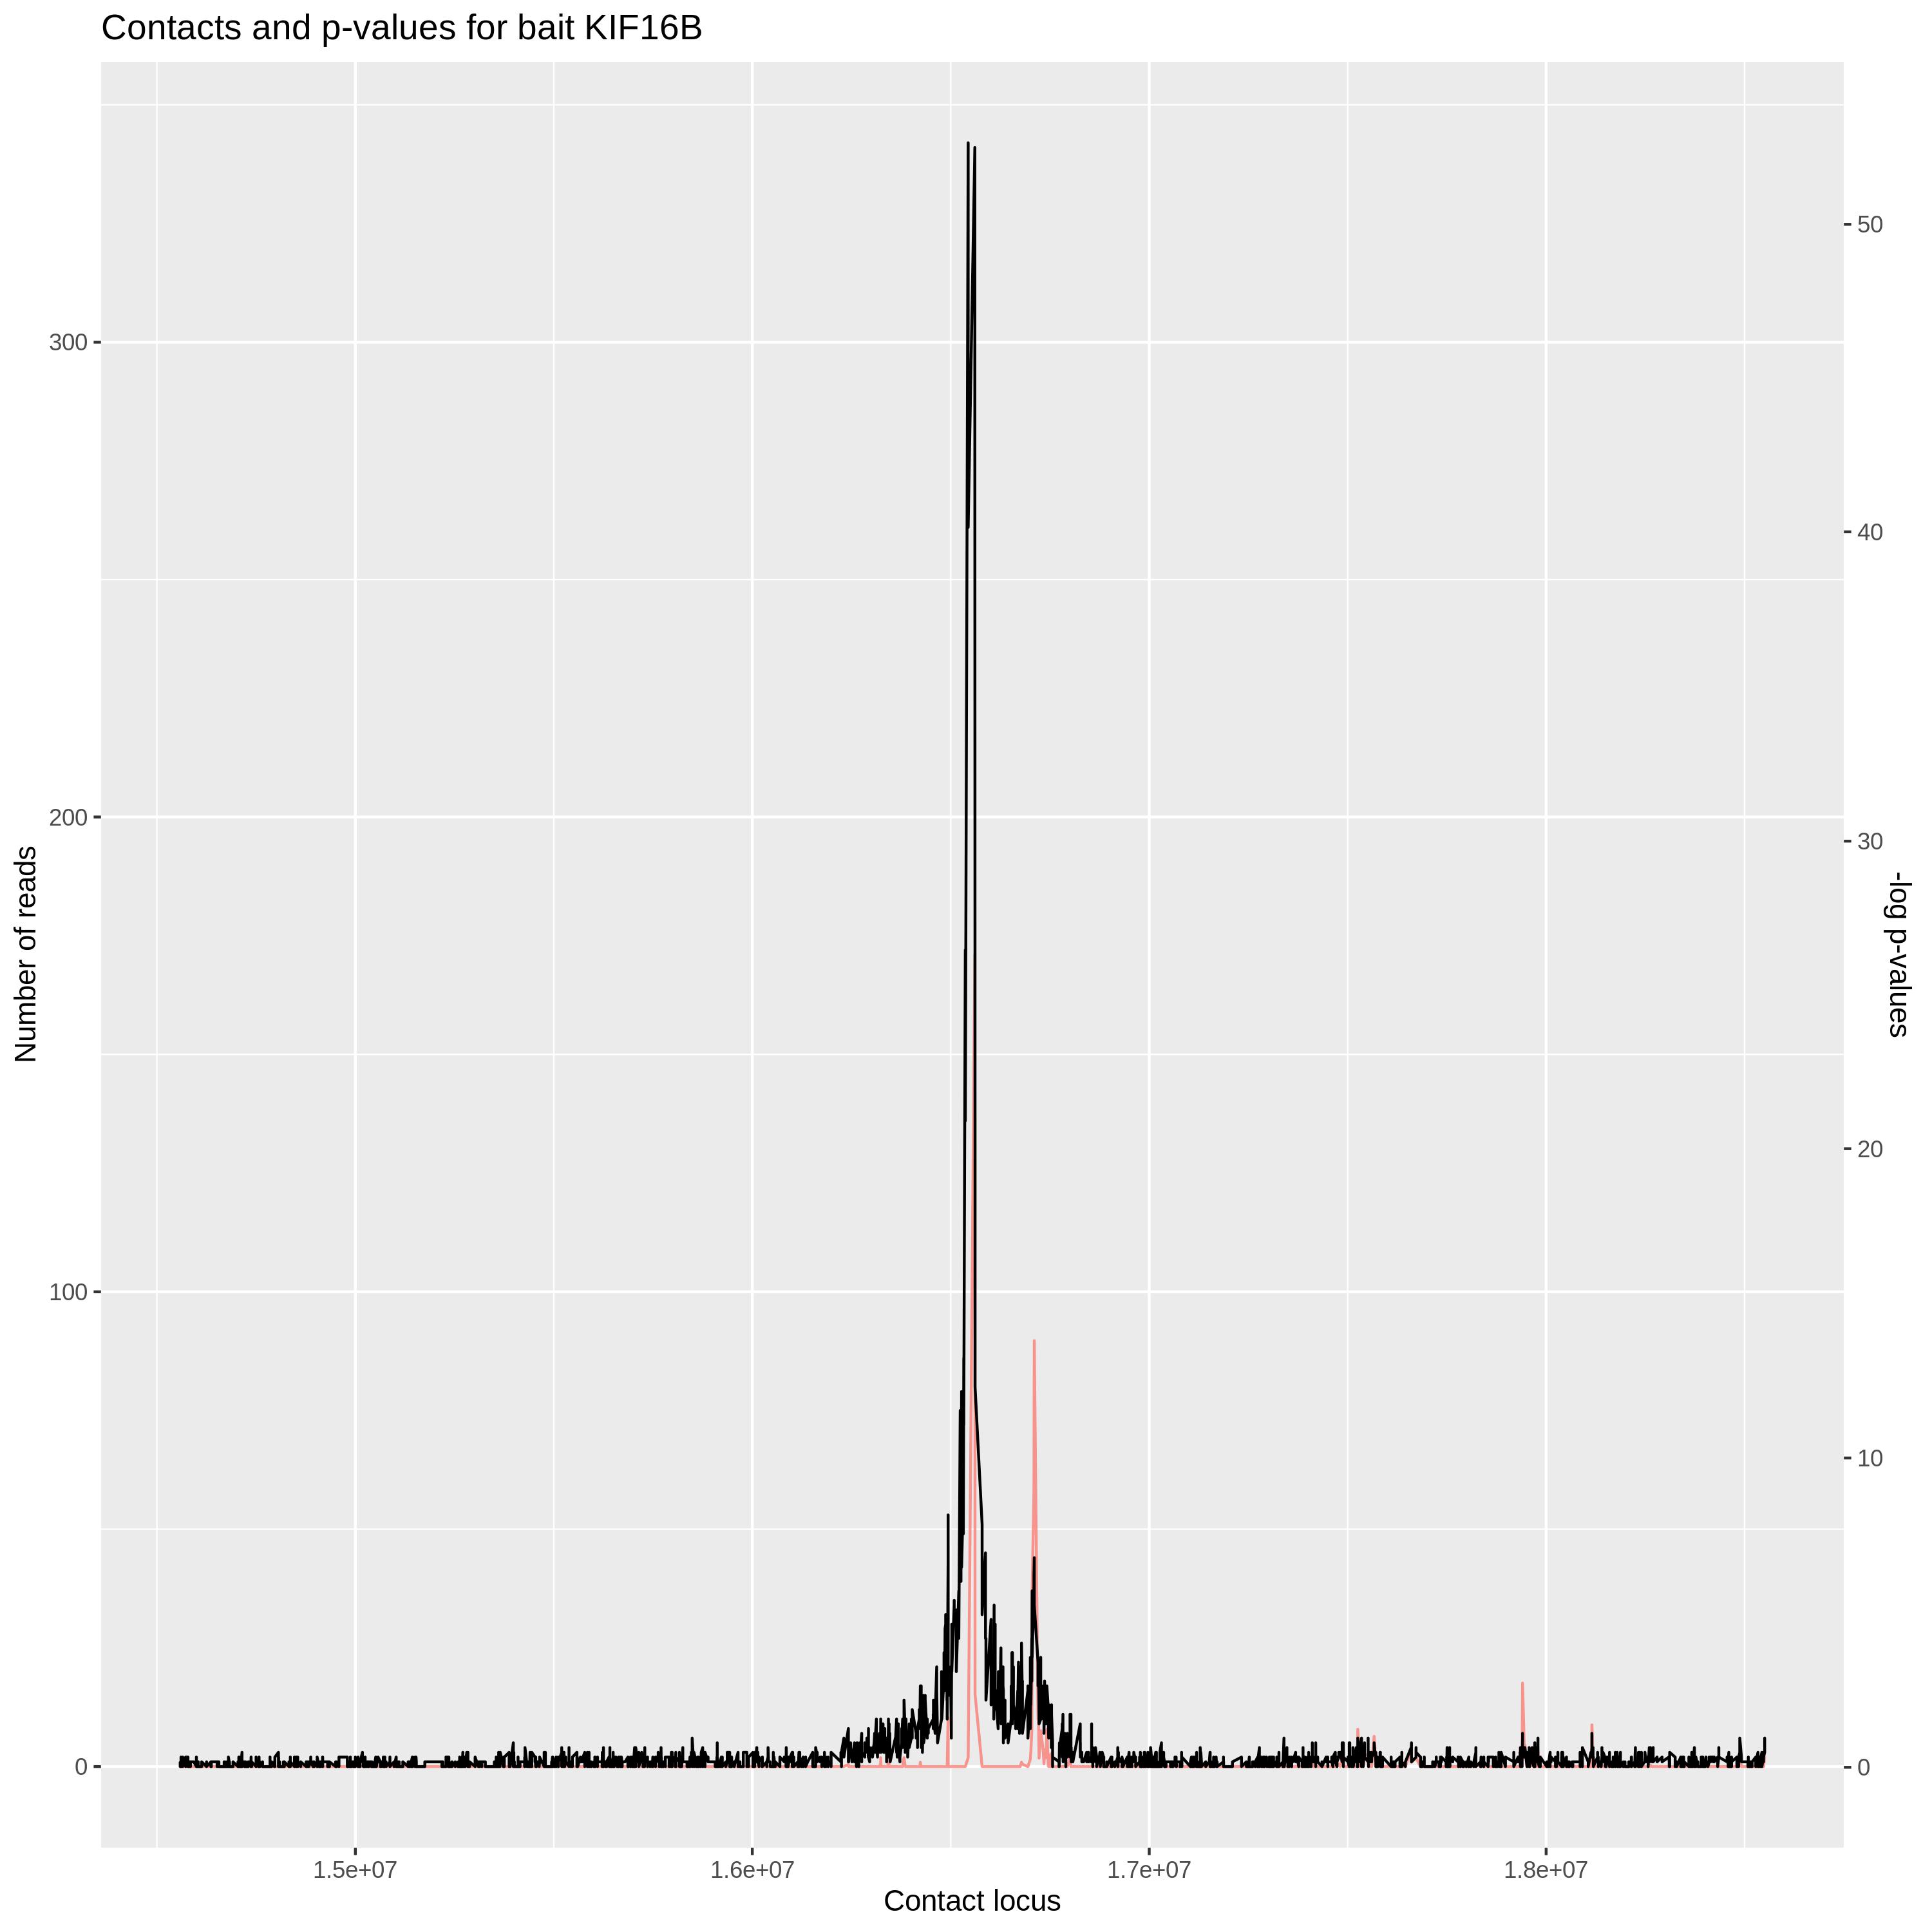 Contacts and p-values for bait KIF16B
300
200
100
0
Number of reads
50
40
30
20
10
0
-log p-values
1.5e+07
1.6e+07
1.7e+07
1.8e+07
Contact locus